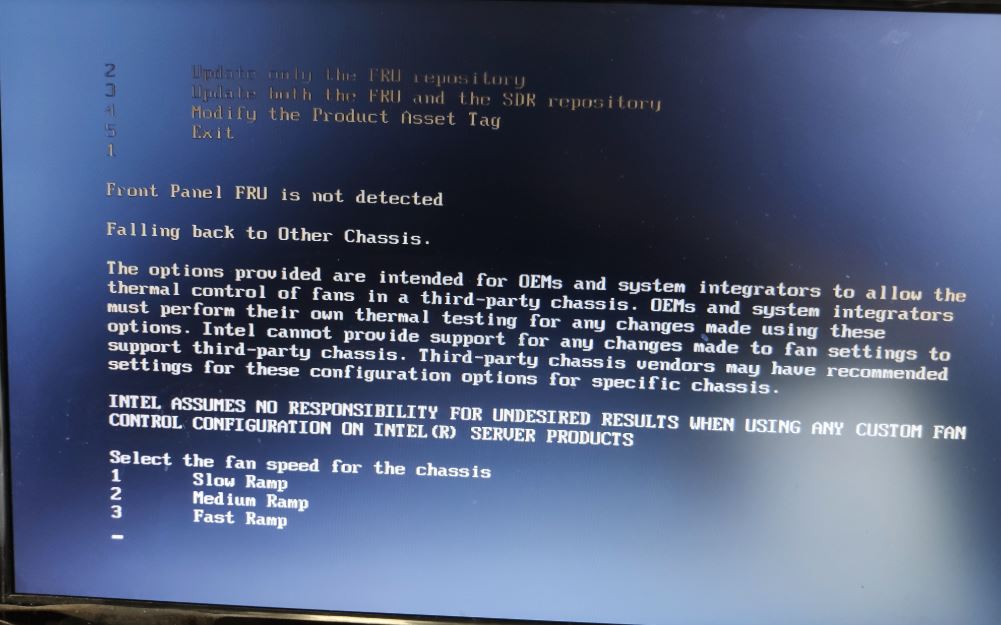 2 Update only the FRU repository
3 Update both the FRU and the SDR repository
4 Modify the Product Asset Tag
5 Exit
1
Front Panel FRU is not detected
Falling back to Other Chassis.
The options provided are intended for OEMs and system integrators to allow the
thermal control of fans in a third-party chassis. OEMs and system integrators
must perform their own thermal testing for any changes made using these
options. Intel cannot provide support for any changes made to fan settings to
support third-party chassis. Third-party chassis vendors may have recommended
settings for these configuration options for specific chassis.
INTEL ASSUMES NO RESPONSIBILITY FOR UNDESIRED RESULTS WHEN USING ANY CUSTOM FAN
CONTROL CONFIGURATION ON INTEL(R) SERVER PRODUCTS
Select the fan speed for the chassis
1 Slow Ramp
2 Medium Ramp
3 Fast Ramp